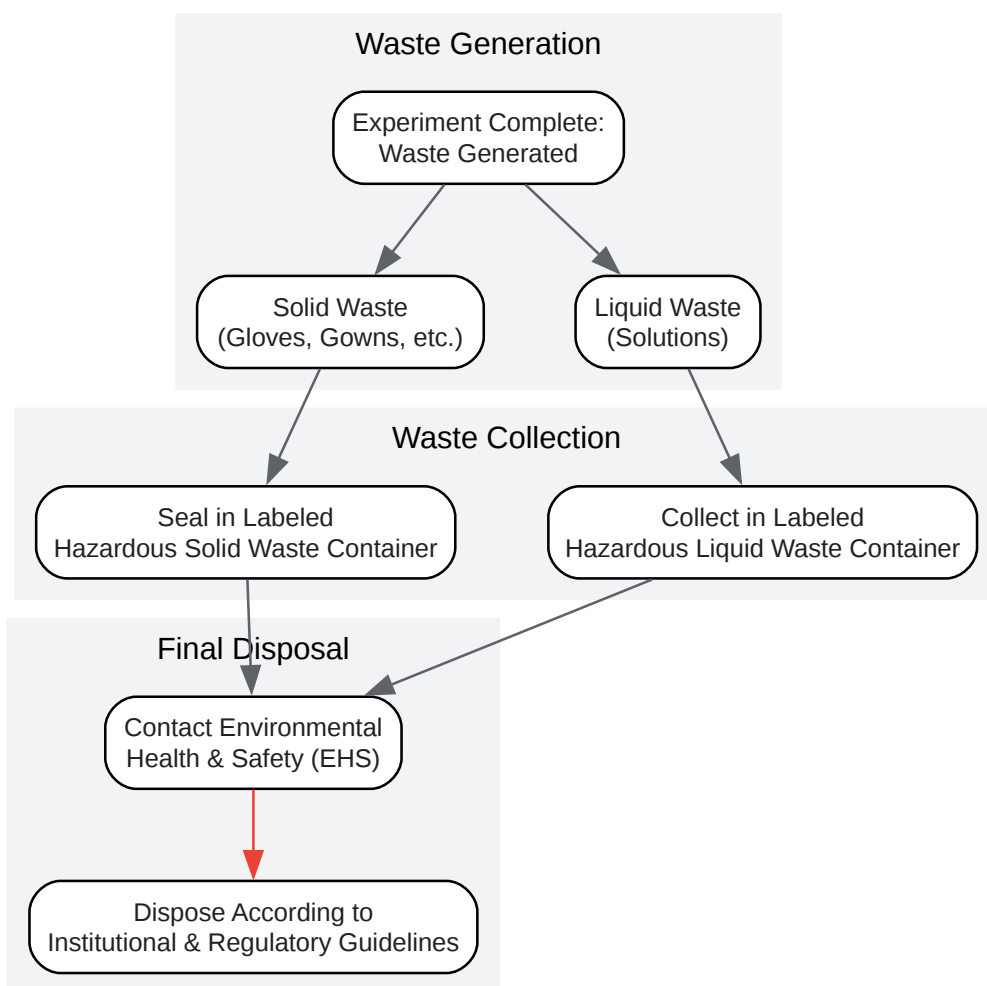 Waste Generation
Experiment Complete:
Waste Generated
Solid Waste
(Gloves, Gowns, etc.)
Liquid Waste
(Solutions)
Waste Collection
Seal in Labeled
Hazardous Solid Waste Container
Collect in Labeled
Hazardous Liquid Waste Container
Final Disposal
Contact Environmental
Health & Safety (EHS)
Dispose According to
Institutional & Regulatory Guidelines